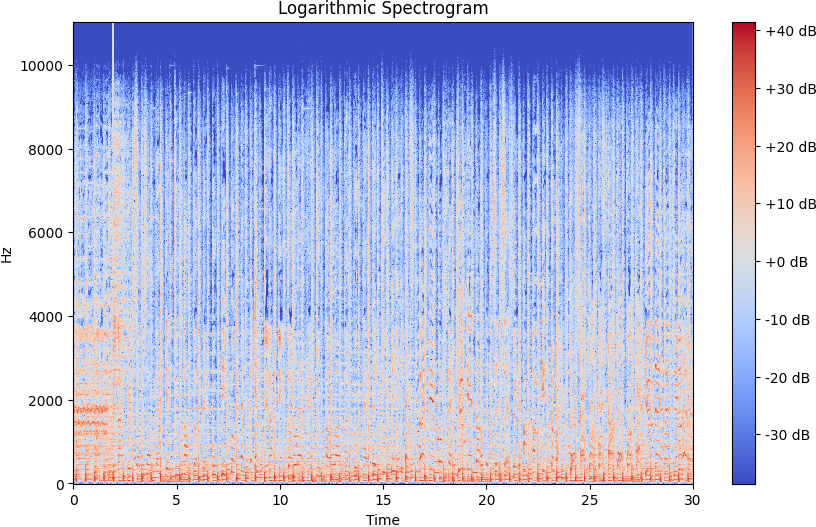 Logarithmic Spectrogram
Hz
10000
8000
6000
4000
2000
0
0 5 10 15 20 25 30
Time
+40 dB
+30 dB
+20 dB
+10 dB
+0 dB
-10 dB
-20 dB
-30 dB